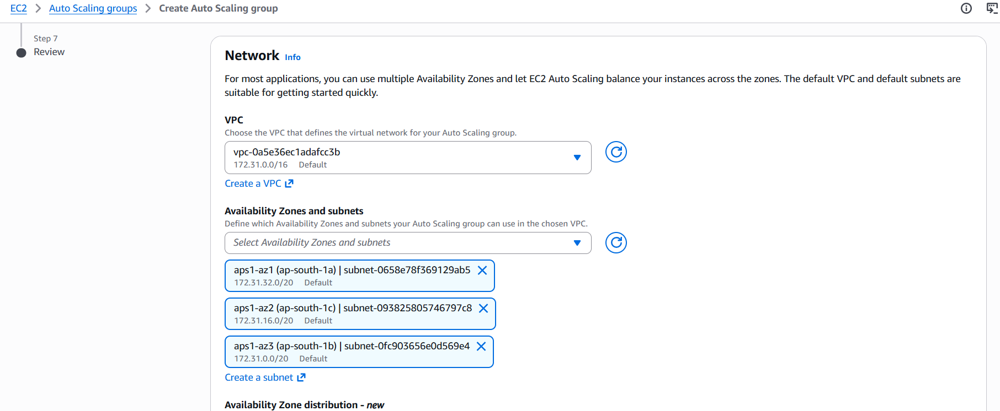 EC2 > Auto Scaling groups > Create Auto Scaling group
Step 7
Review
Network Info
For most applications, you can use multiple Availability Zones and let EC2 Auto Scaling balance your instances across the zones. The default VPC and default subnets are
suitable for getting started quickly.
VPC
Choose the VPC that defines the virtual network for your Auto Scaling group.
vpc-0a5e36ec1adafcc3b
172.31.0.0/16 Default
Create a VPC
Availability Zones and subnets
Define which Availability Zones and subnets your Auto Scaling group can use in the chosen VPC.
Select Availability Zones and subnets
aps1-az1 (ap-south-1a) | subnet-0658e78f369129ab5
172.31.32.0/20 Default
aps1-az2 (ap-south-1c) | subnet-093825805746797c8
172.31.16.0/20 Default
aps1-az3 (ap-south-1b) | subnet-0fc903656e0d569e4
172.31.0.0/20 Default
Create a subnet
Availability Zone distribution - new